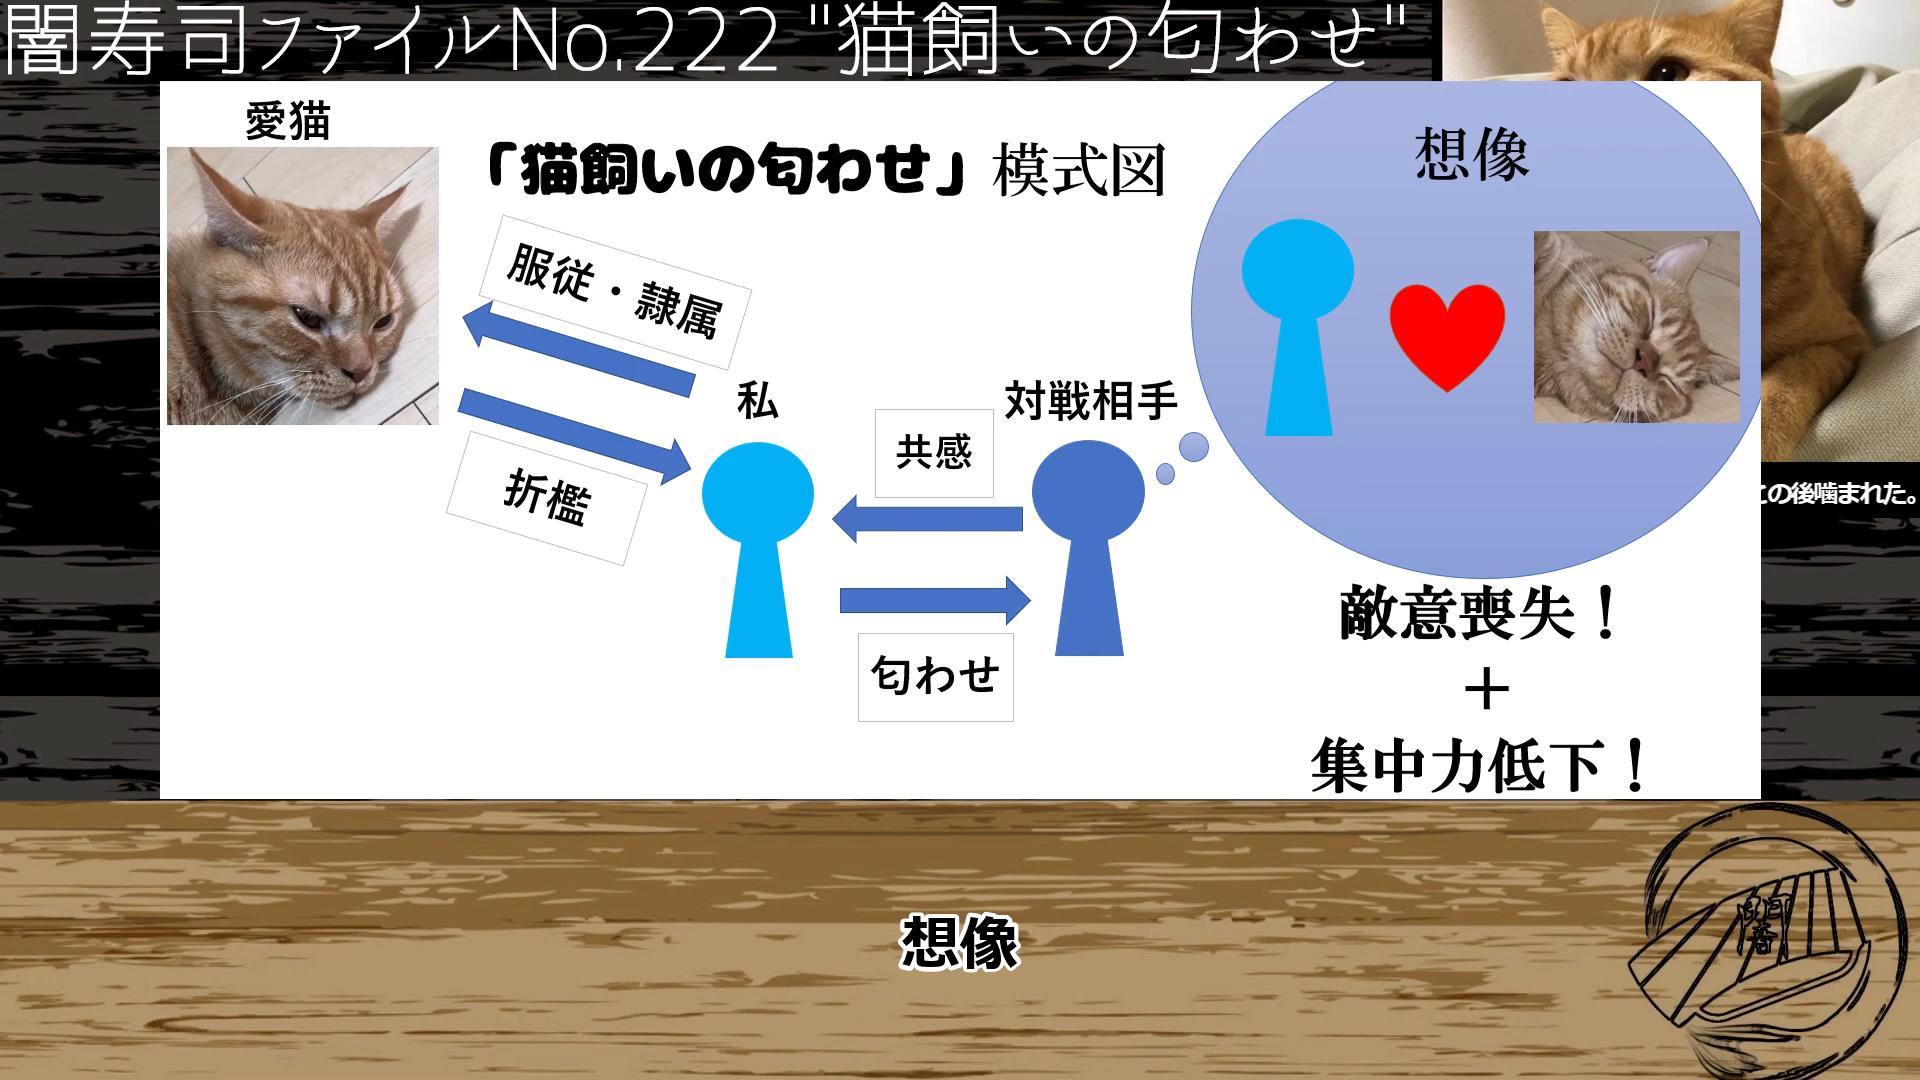 闇寿司ファイルNo.222 "猫飼いの匂わせ"
愛猫
「猫飼いの匂わせ」模式図
想像
服従・隷属
折檻
私
対戦相手
共感
匂わせ
の後噛まれた。
敵意喪失！
＋
集中力低下！
想像